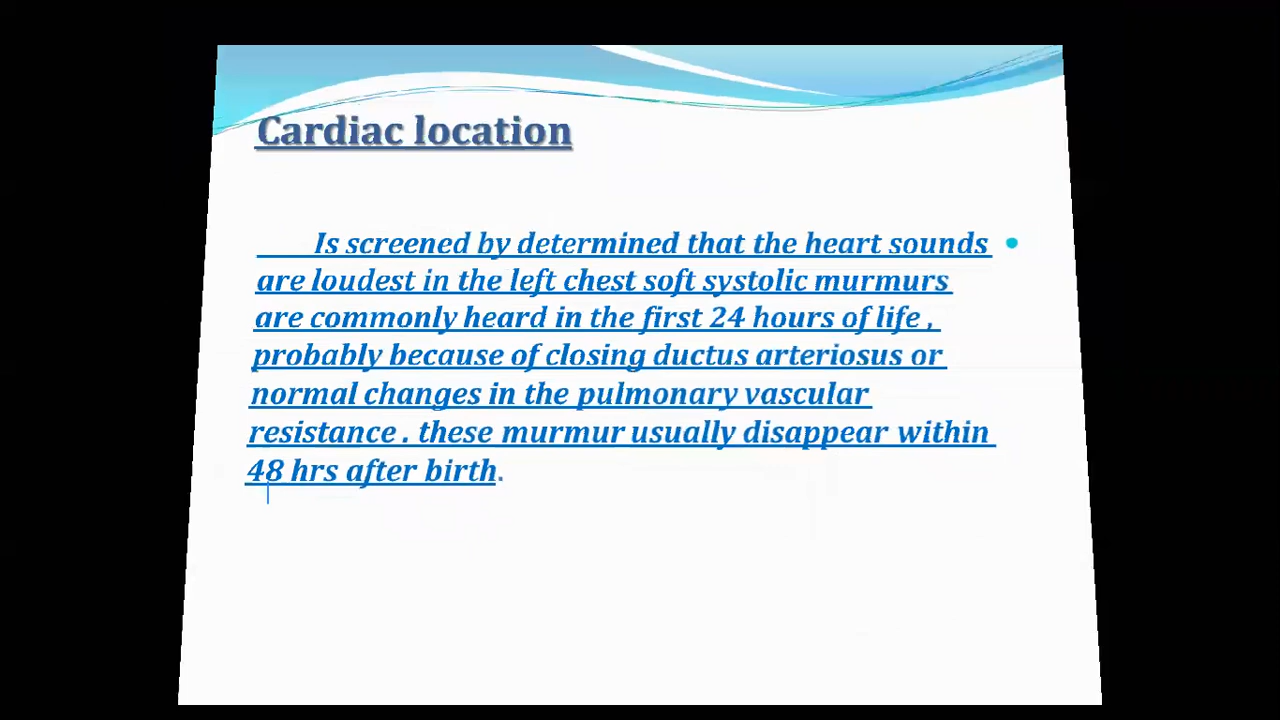 Cardiac location
Is screened by determined that the heart sounds
are loudest in the left chest soft systolic murmurs
are commonly heard in the first 24 hours of life ,
probably because of closing ductus arteriosus or
normal changes in the pulmonary vascular
resistance . these murmur usually disappear within
48 hrs after birth.